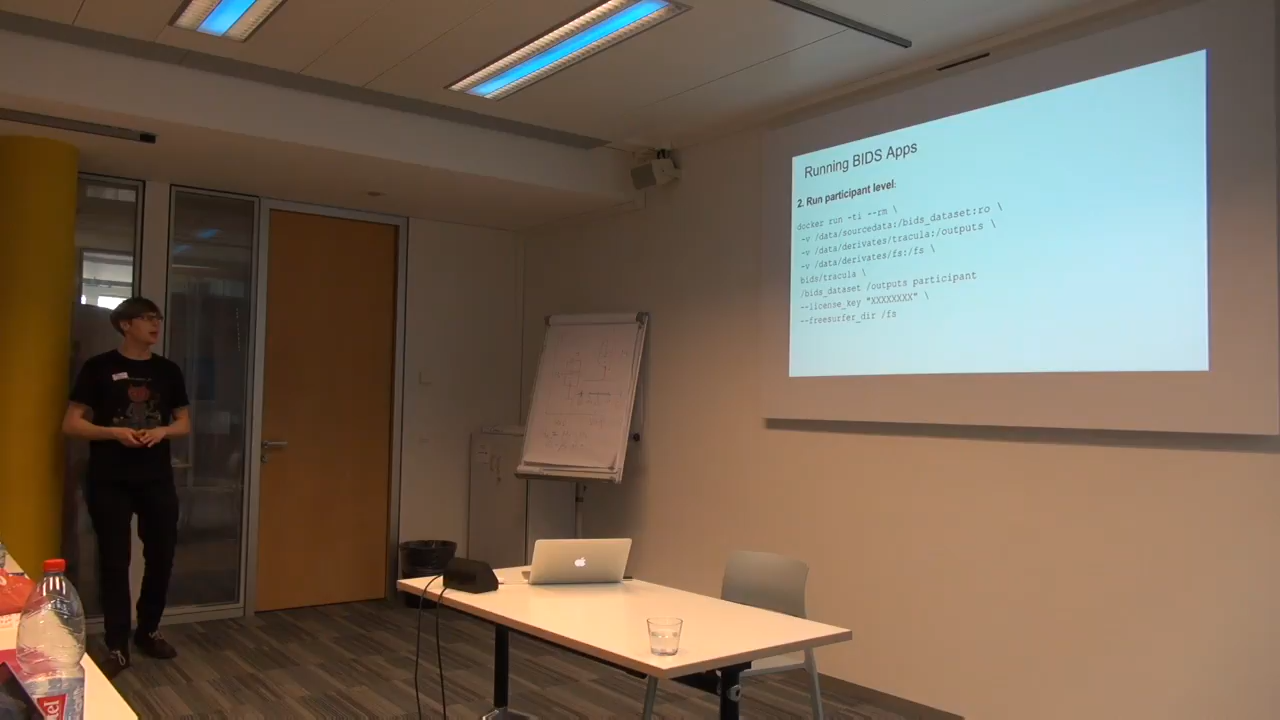 Running BIDS Apps
2. Run participant level:
docker run -ti --rm \
-v /data/sourcedata:/bids_dataset:ro \
-v /data/derivates/tracula:/outputs \
-v /data/derivates/fs:/fs \
bids/tracula \
/bids_dataset /outputs participant
--license_key "XXXXXXXX" \
--freesurfer_dir /fs